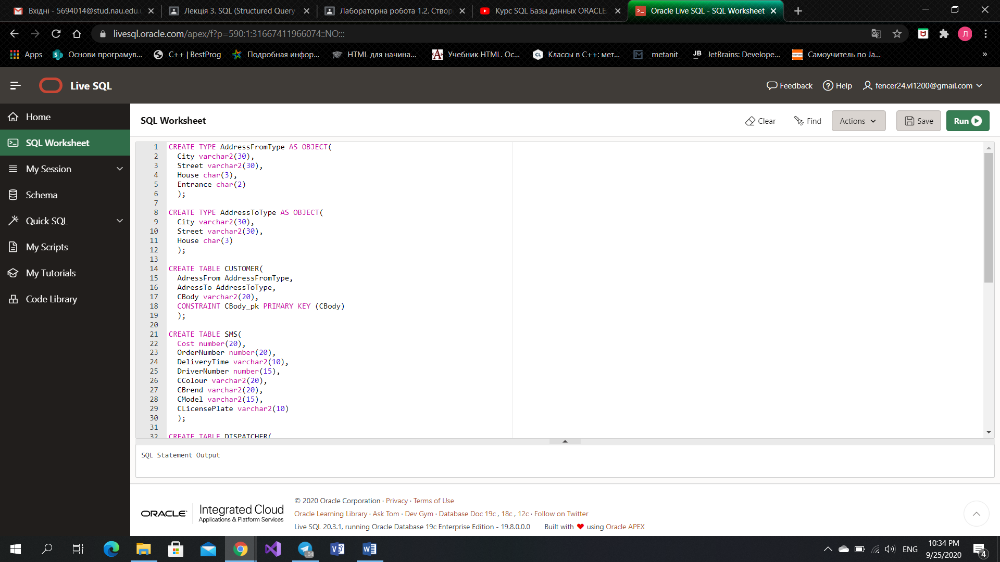 Вхідні - 5694014@stud.nau.edu.u
Лекція 3. SQL (Structured Query
Лабораторна робота 1.2. Створ
Курс SQL Базы данных ORACLE.
Oracle Live SQL - SQL Worksheet
livesql.oracle.com/apex/f?p=590:1:31667411966074::NO:::
Л
Apps
Основи програмув...
C++ | BestProg
Подробная инфор...
HTML для начина...
Учебник HTML. Ос...
Классы в C++: мет...
_metanit_
JetBrains: Develope...
Самоучитель по Ja...
»
Live SQL
Feedback
Help
fencer24.vl1200@gmail.com
Home
SQL Worksheet
My Session
Schema
Quick SQL
My Scripts
My Tutorials
Code Library
SQL Worksheet
Clear
Find
Actions
Save
Run
1 CREATE TYPE AddressFromType AS OBJECT(
2 City varchar2(30),
3 Street varchar2(30),
4 House char(3),
5 Entrance char(2)
6 );
7
8 CREATE TYPE AddressToType AS OBJECT(
9 City varchar2(30),
10 Street varchar2(30),
11 House char(3)
12 );
13
14 CREATE TABLE CUSTOMER(
15 AdressFrom AddressFromType,
16 AdressTo AddressToType,
17 CBody varchar2(20),
18 CONSTRAINT CBody_pk PRIMARY KEY (CBody)
19 );
20
21 CREATE TABLE SMS(
22 Cost number(20),
23 OrderNumber number(20),
24 DeliveryTime varchar2(10),
25 DriverNumber number(15),
26 CColour varchar2(20),
27 CBrend varchar2(20),
28 CModel varchar2(15),
29 CLicensePlate varchar2(10)
30 );
31
32 CREATE TABLE DISPATCHER(
SQL Statement Output
ORACLE
Integrated Cloud
Applications & Platform Services
© 2020 Oracle Corporation · Privacy · Terms of Use
Oracle Learning Library · Ask Tom · Dev Gym · Database Doc 19c , 18c , 12c · Follow on Twitter
Live SQL 20.3.1, running Oracle Database 19c Enterprise Edition - 19.8.0.0.0 Built with ❤ using Oracle APEX
ENG
10:34 PM
9/25/2020
4